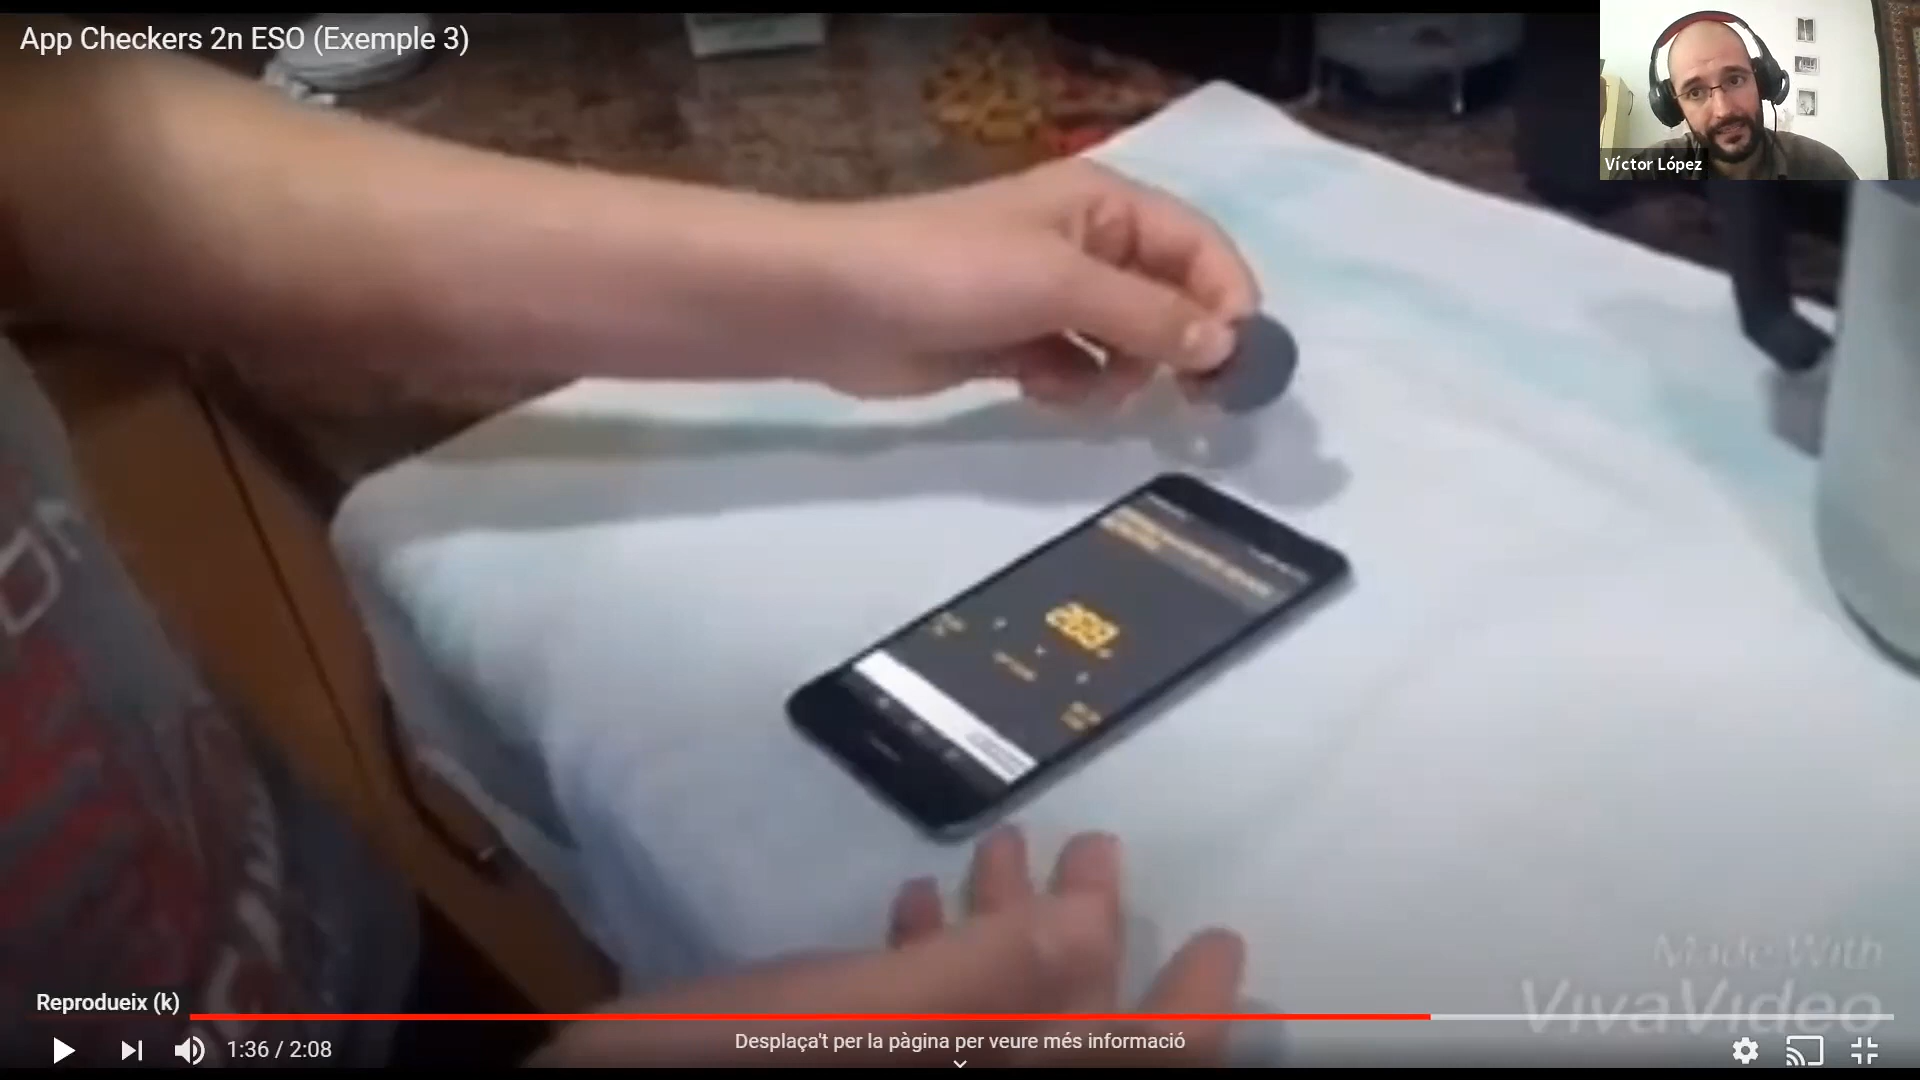 App Checkers 2n ESO (Exemple 3)
Víctor López
Made With
VivaVideo
Reprodueix (k)
1:36 / 2:08
Desplaça't per la pàgina per veure més informació